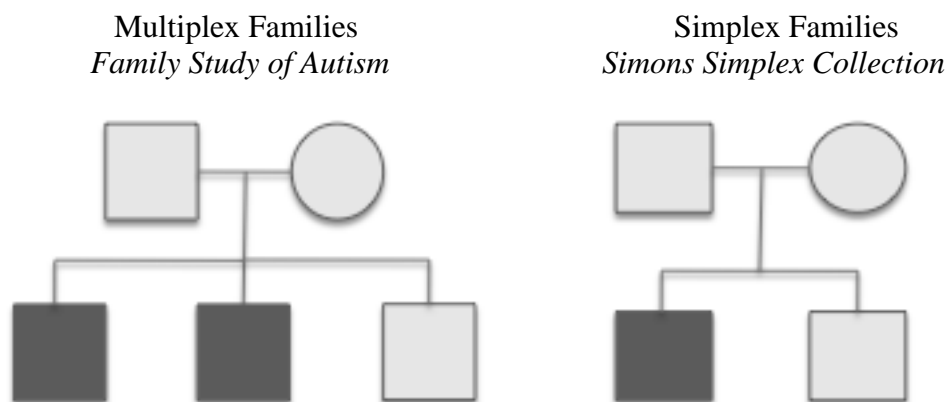 Multiplex Families
Family Study of Autism
Simplex Families
Simons Simplex Collection